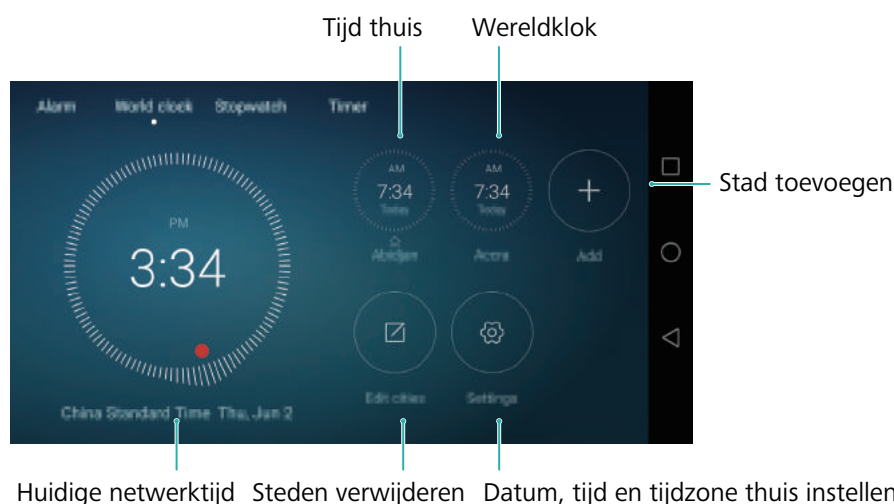 Tijd thuis Wereldklok
Alarm World clock Stopwatch Timer
AM
7:34
Today
Abidjan
AM
7:34
Today
Accra
Add
Stad toevoegen
PM
3:34
China Standard Time Thu, Jun 2
Edit cities
Settings
Huidige netwerktijd Steden verwijderen Datum, tijd en tijdzone thuis instellen